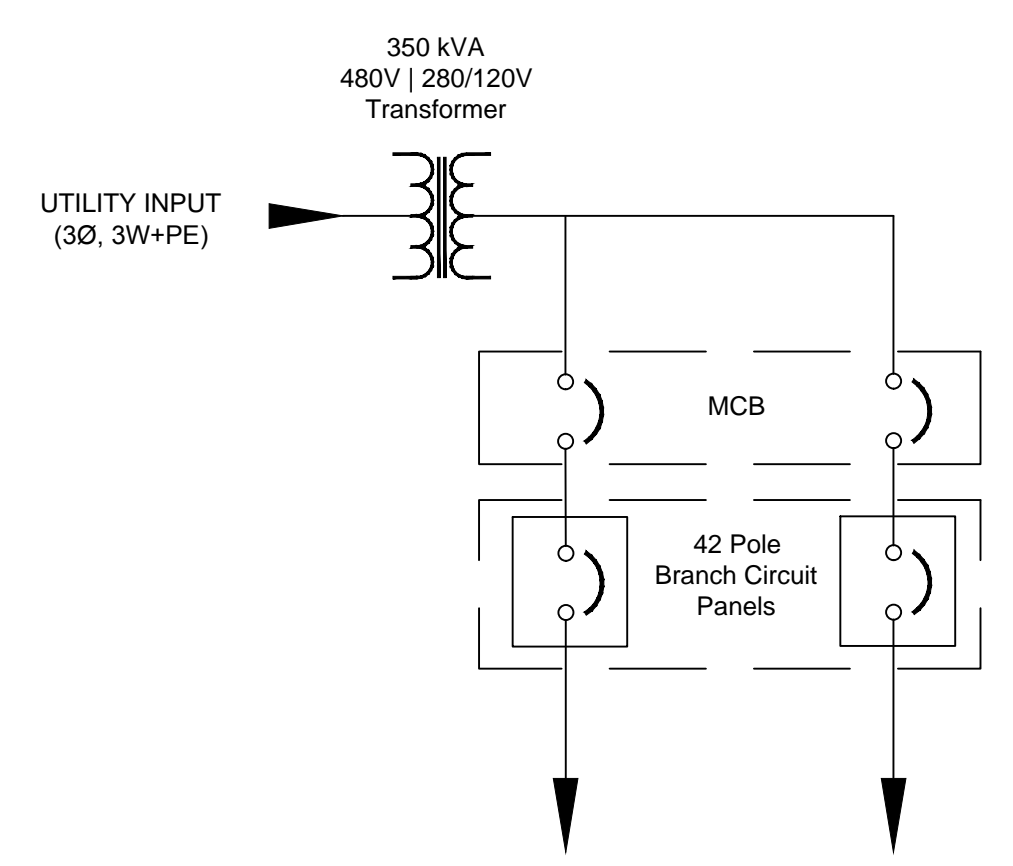 350 kVA
480V | 280/120V
Transformer
UTILITY INPUT
(3Ø, 3W+PE)
MCB
42 Pole
Branch Circuit
Panels